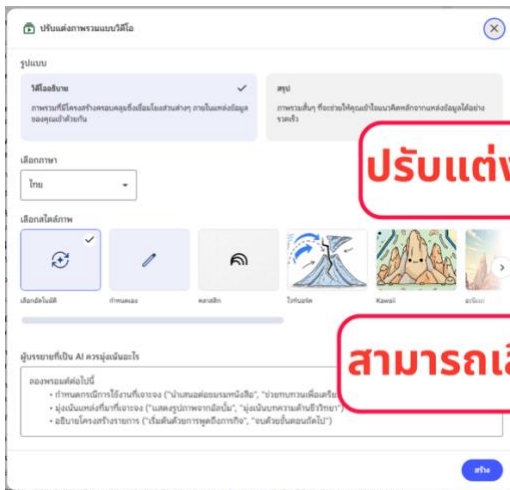 ปรับแต่งภาพรวมแบบวิดีโอ
รูปแบบ
วิดีโออธิบาย
ภาพรวมที่มีโครงสร้างครอบคลุมซึ่งเชื่อมโยงส่วนต่างๆ ภายในแหล่งข้อมูล
ของคุณเข้าด้วยกัน
สรุป
ภาพรวมสั้นๆ ที่จะช่วยให้คุณเข้าใจแนวคิดหลักจากแหล่งข้อมูลได้อย่าง
รวดเร็ว
เลือกภาษา
ไทย
ปรับแต่ง
เลือกสไตล์ภาพ
เลือกอัตโนมัติ
กำหนดเอง
คลาสสิก
ไวท์บอร์ด
Kawaii
อะนิเมะ
ผู้บรรยายที่เป็น AI ควรมุ่งเน้นอะไร
สามารถเลื
ลองพรอมต์ต่อไปนี้
• กำหนดกรณีการใช้งานที่เจาะจง ("นำเสนอต่อชมรมหนังสือ", "ช่วยทบทวนเพื่อเตรีย
• มุ่งเน้นแหล่งที่มาที่เจาะจง ("แสดงรูปภาพจากอัลบั้ม", "มุ่งเน้นบทความด้านชีววิทยา")
• อธิบายโครงสร้างรายการ ("เริ่มต้นด้วยการพูดถึงภารกิจ", "จบด้วยขั้นตอนถัดไป")
สร้าง